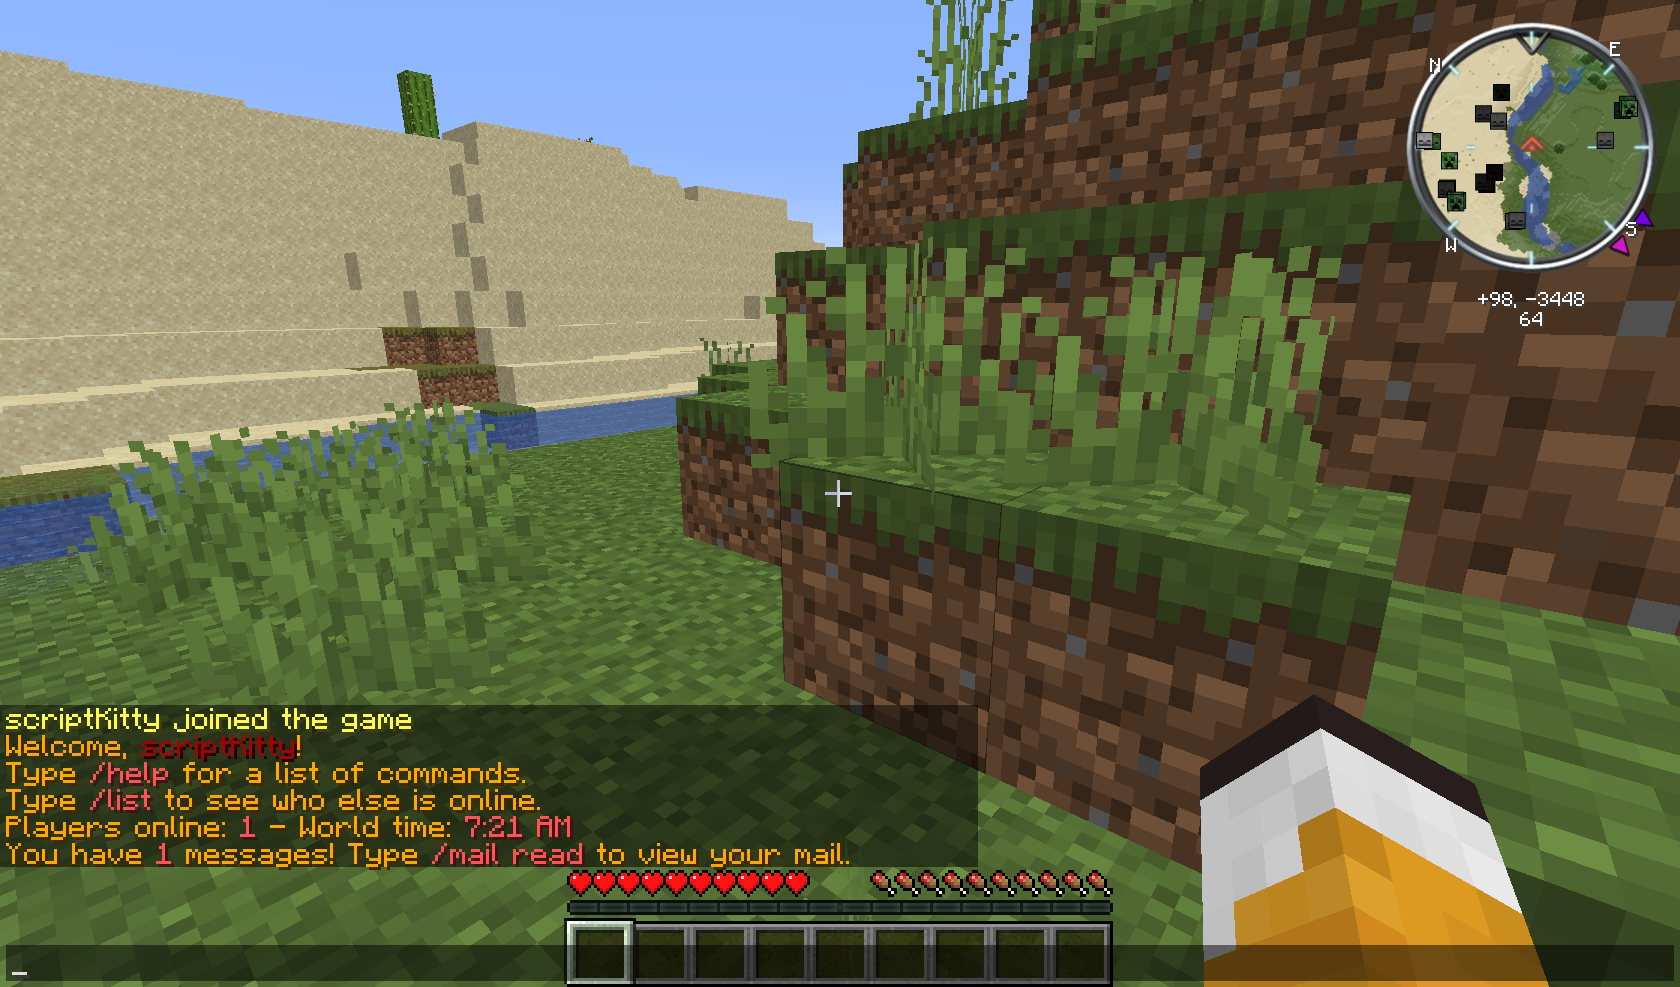 N
E
S
W
+98, -3448
64
scriptKitty joined the game
Welcome, scriptKitty!
Type /help for a list of commands.
Type /list to see who else is online.
Players online: 1 - World time: 7:21 AM
You have 1 messages! Type /mail read to view your mail.
_